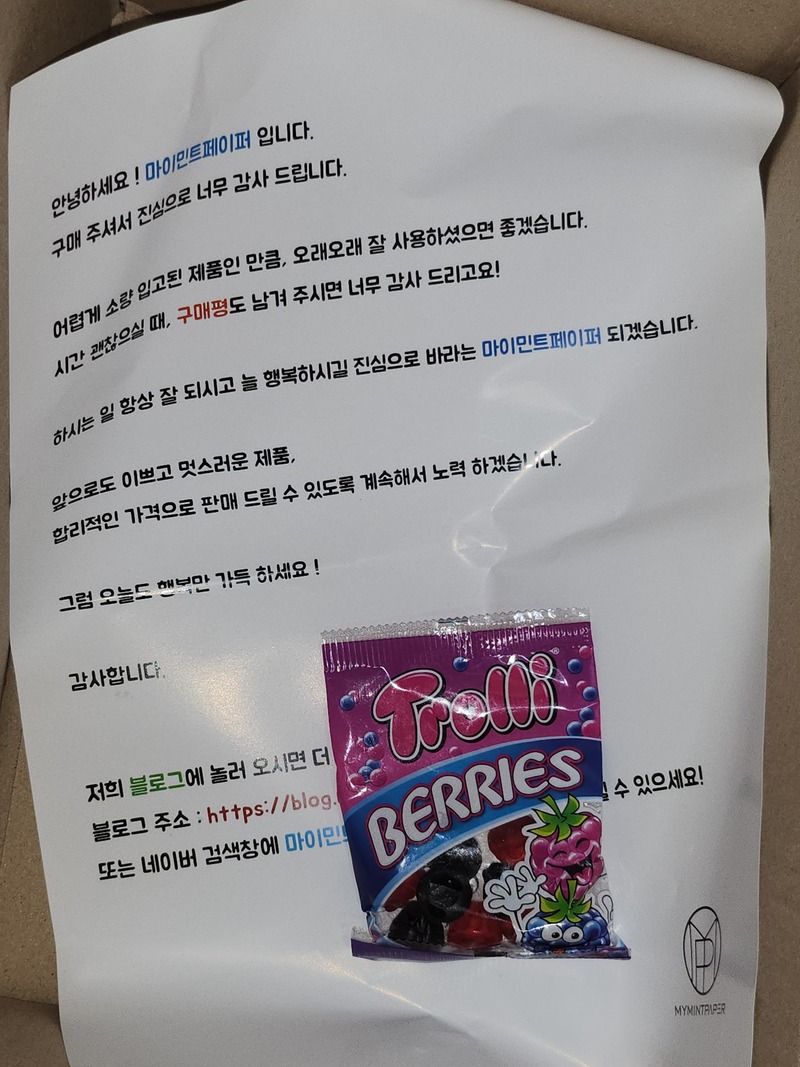 안녕하세요 ! 마이민트페이퍼 입니다.
구매 주셔서 진심으로 너무 감사 드립니다.
어렵게 소량 입고된 제품인 만큼, 오래오래 잘 사용하셨으면 좋겠습니다.
시간 괜찮으실 때, 구매평도 남겨 주시면 너무 감사 드리고요!
하시는 일 항상 잘 되시고 늘 행복하시길 진심으로 바라는 마이민트페이퍼 되겠습니다.
앞으로도 이쁘고 멋스러운 제품,
합리적인 가격으로 판매 드릴 수 있도록 계속해서 노력 하겠습니다.
그럼 오늘도 행복만 가득 하세요 !
감사합니다.
Trolli
BERRIES
저희 블로그에 놀러 오시면 더
수 있으세요!
블로그 주소 : https://blog.
또는 네이버 검색창에
MYMINTPAPER